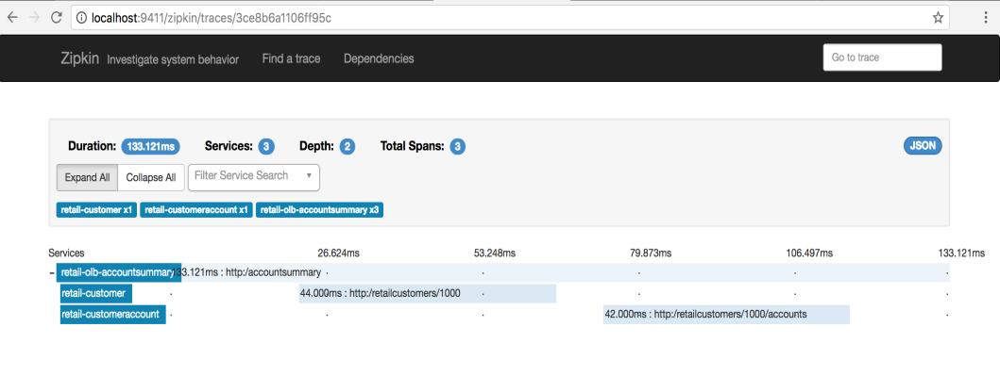 localhost:9411/zipkin/traces/3ce8b6a1106ff95c
Zipkin Investigate system behavior Find a trace Dependencies Go to trace
Duration: 133.121ms Services: 3 Depth: 2 Total Spans: 3 JSON
Expand All Collapse All Filter Service Search
retail-customer x1 retail-customeraccount x1 retail-olb-accountsummary x3
Services 26.624ms 53.248ms 79.873ms 106.497ms 133.121ms
- retail-olb-accountsummary 133.121ms : http:/accountsummary
retail-customer 44.000ms : http:/retailcustomers/1000
retail-customeraccount 42.000ms : http:/retailcustomers/1000/accounts